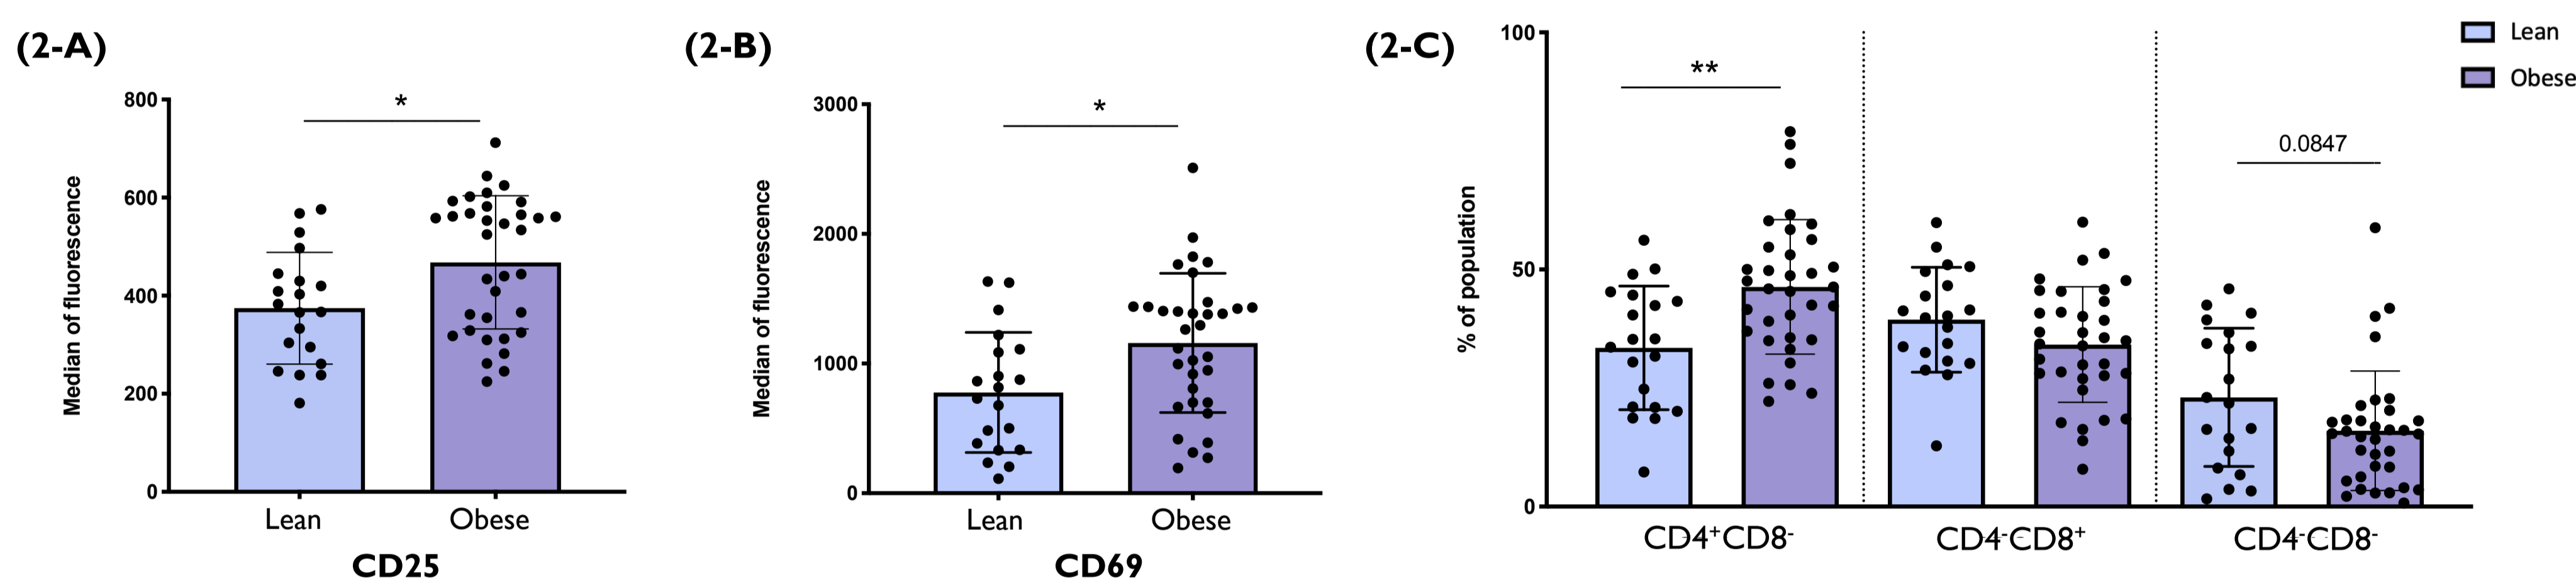 (2-A)
800
600
400
200
0
Median of fluorescence
*
Lean
Obese
CD25
(2-B)
3000
2000
1000
0
Median of fluorescence
*
Lean
Obese
CD69
(2-C)
100
50
0
% of population
**
0.0847
CD4⁺CD8⁻
CD4⁻CD8⁺
CD4⁻CD8⁻
Lean
Obese